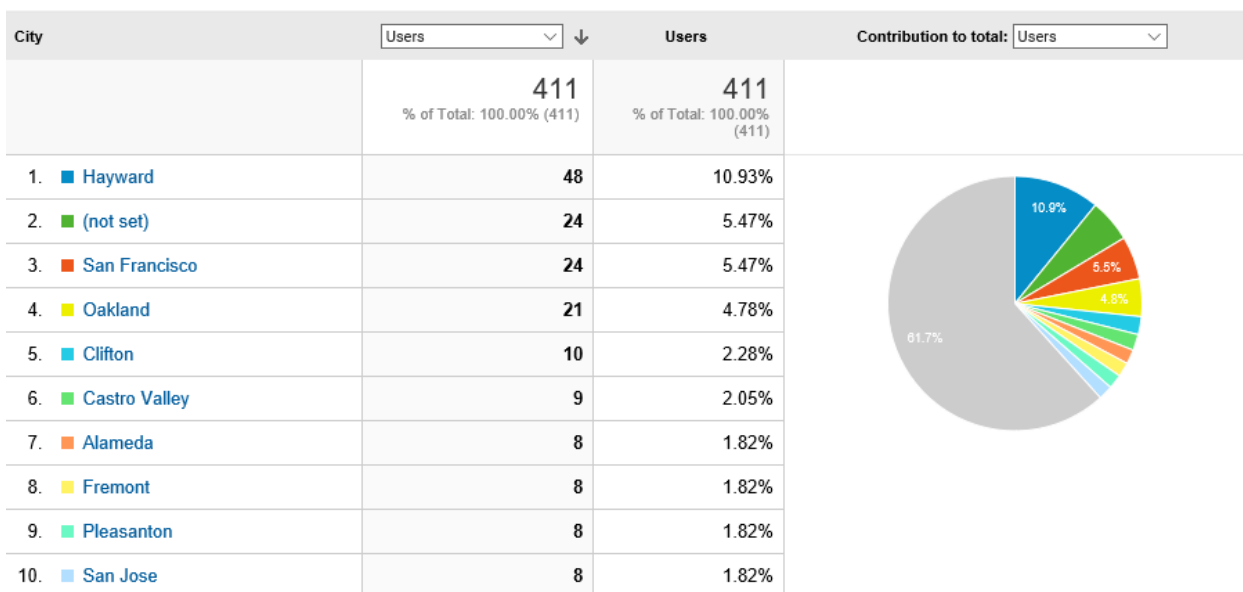 City Users Users Contribution to total: Users
411 411
% of Total: 100.00% (411) % of Total: 100.00%
(411)
1. Hayward 48 10.93%
2. (not set) 24 5.47%
3. San Francisco 24 5.47%
4. Oakland 21 4.78%
5. Clifton 10 2.28%
6. Castro Valley 9 2.05%
7. Alameda 8 1.82%
8. Fremont 8 1.82%
9. Pleasanton 8 1.82%
10. San Jose 8 1.82%
10.9%
5.5%
4.8%
61.7%